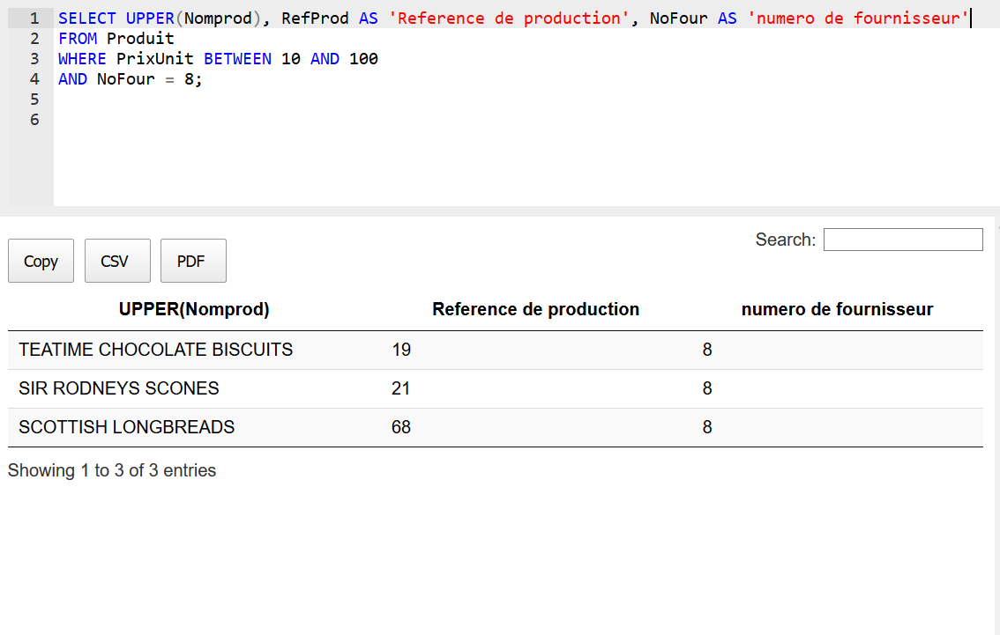 1 SELECT UPPER(Nomprod), RefProd AS 'Reference de production', NoFour AS 'numero de fournisseur'
2 FROM Produit
3 WHERE PrixUnit BETWEEN 10 AND 100
4 AND NoFour = 8;
5
6
Search:
Copy CSV PDF
UPPER(Nomprod) Reference de production numero de fournisseur
TEATIME CHOCOLATE BISCUITS 19 8
SIR RODNEYS SCONES 21 8
SCOTTISH LONGBREADS 68 8
Showing 1 to 3 of 3 entries